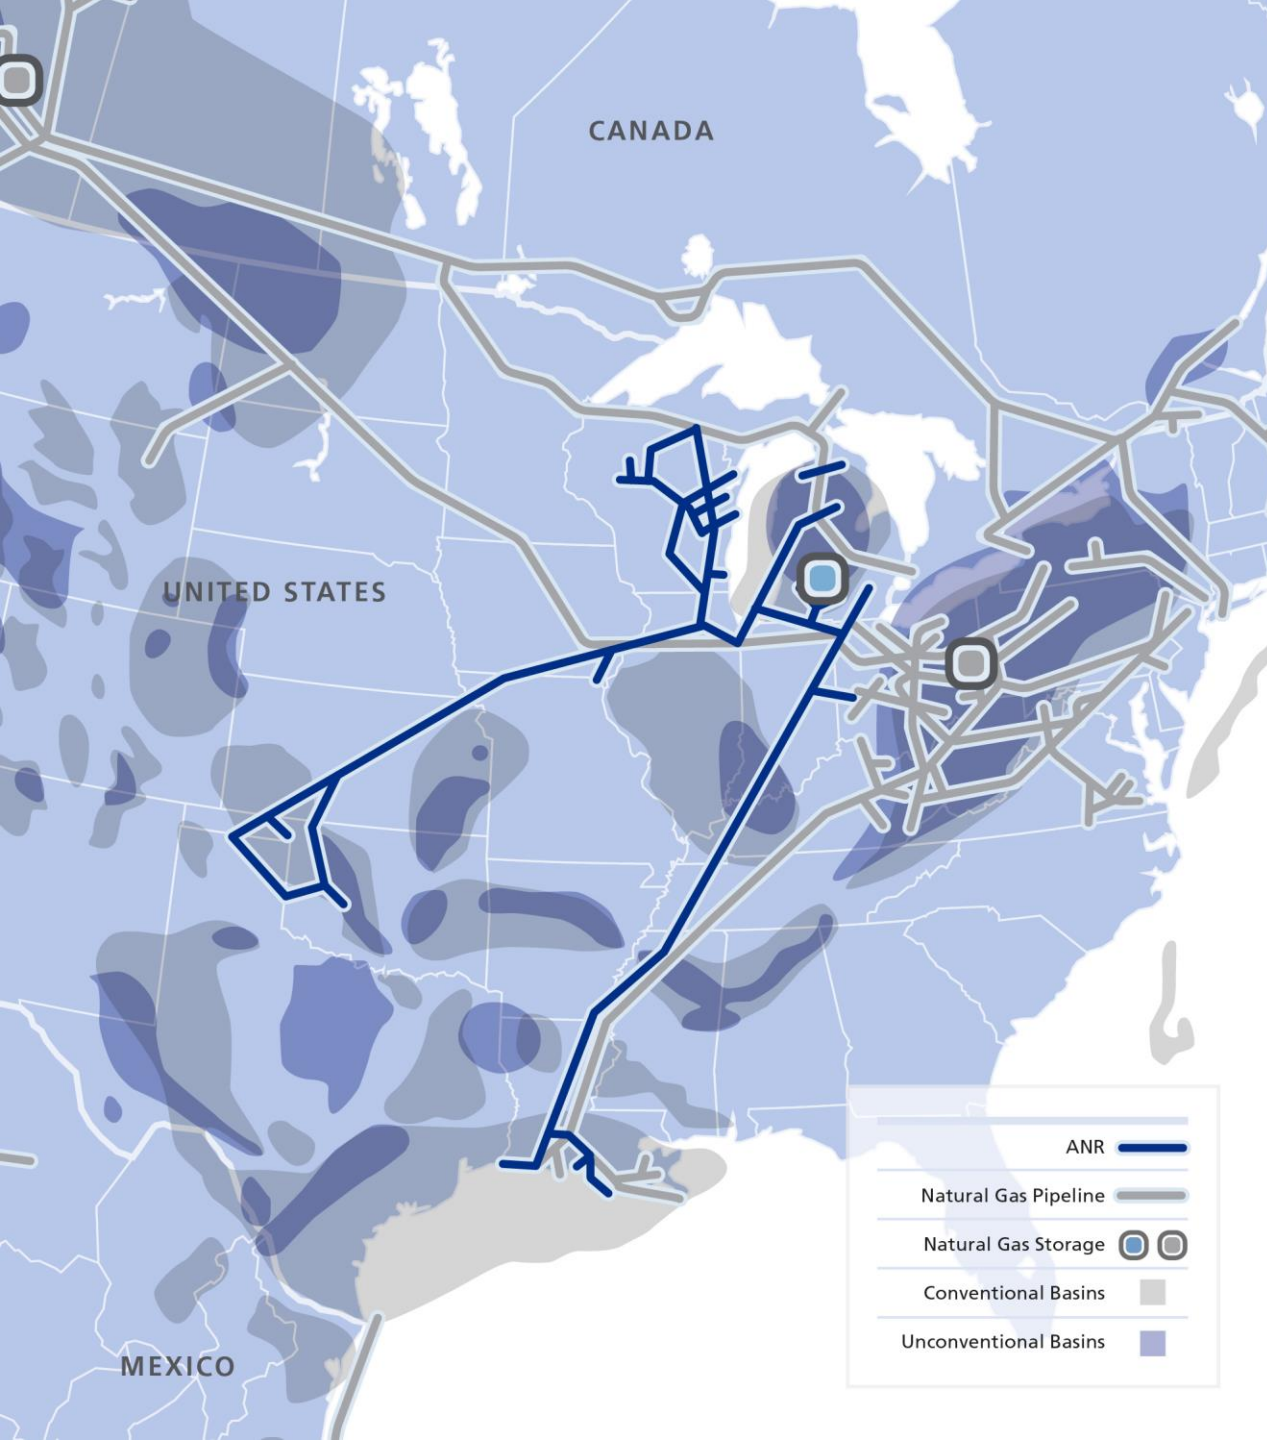 CANADA
UNITED STATES
ANR
Natural Gas Pipeline
Natural Gas Storage
Conventional Basins
Unconventional Basins
MEXICO